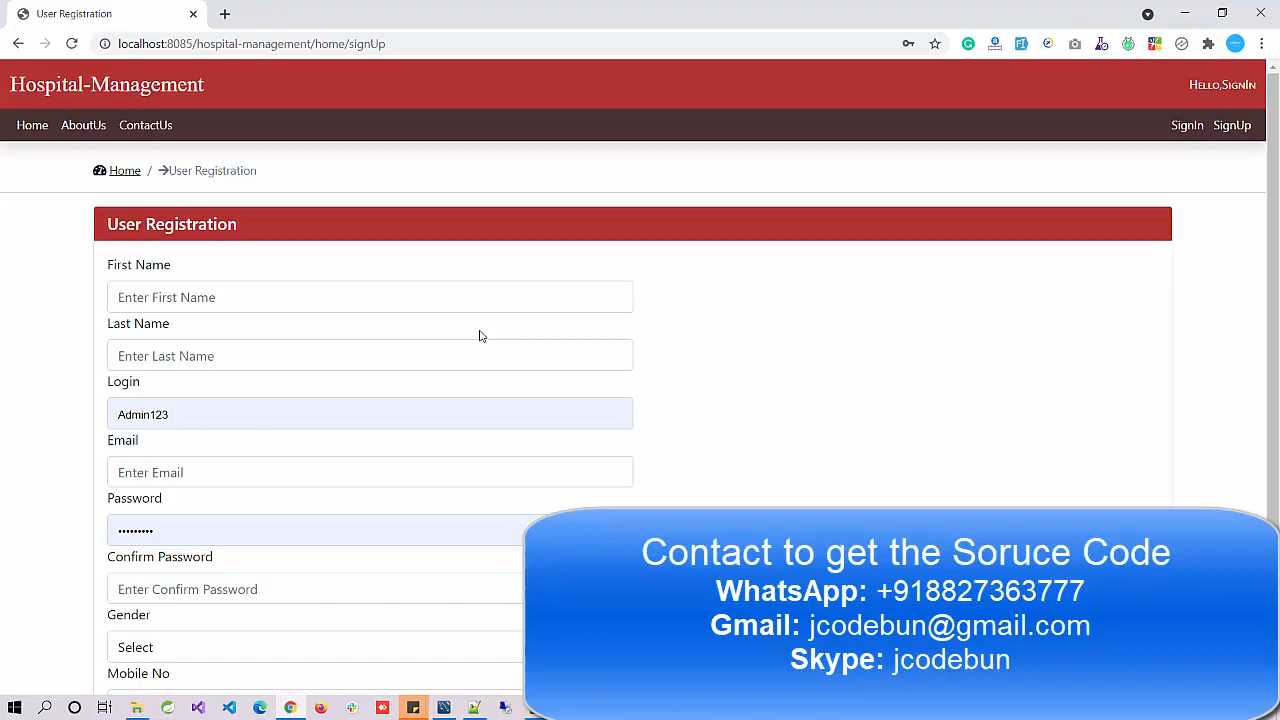 User Registration
localhost:8085/hospital-management/home/signUp
Hospital-Management
Hello,SignIn
Home AboutUs ContactUs
SignIn SignUp
Home / User Registration
User Registration
First Name
Enter First Name
Last Name
Enter Last Name
Login
Admin123
Email
Enter Email
Password
•••••••••
Confirm Password
Enter Confirm Password
Gender
Select
Mobile No
Contact to get the Soruce Code
WhatsApp: +918827363777
Gmail: jcodebun@gmail.com
Skype: jcodebun